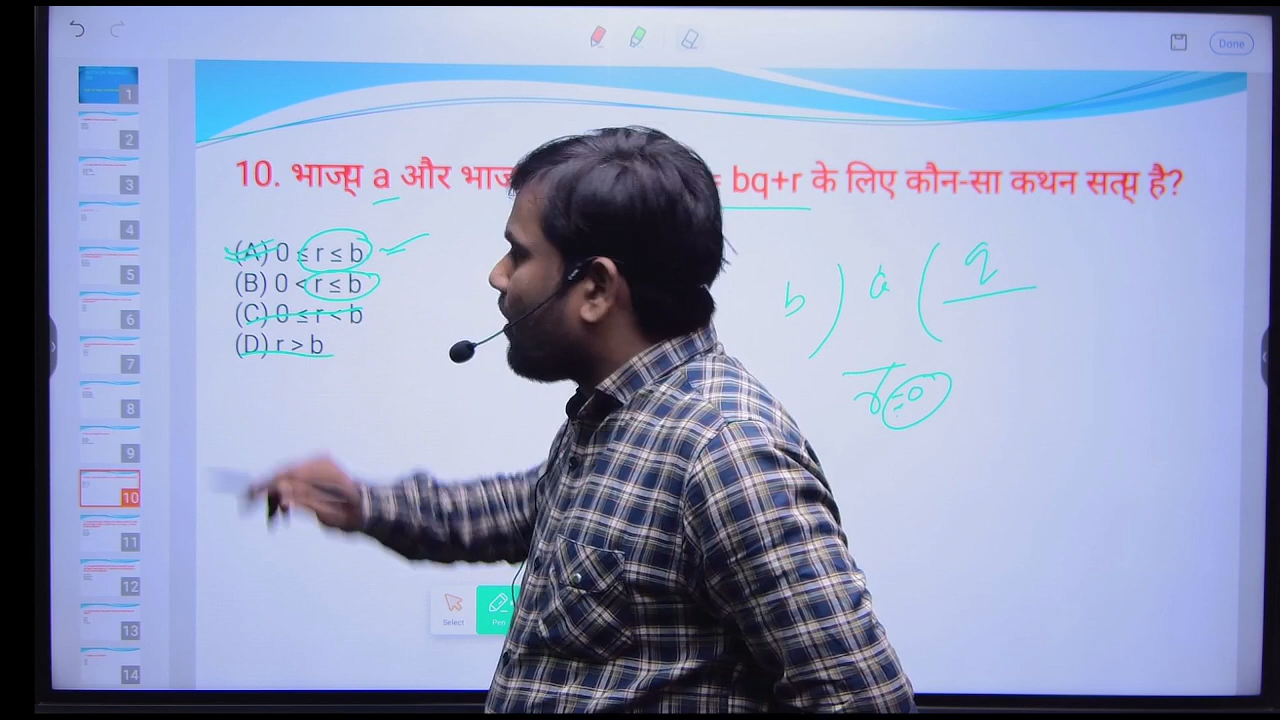 Done
10. भाज्य a और भाज bq+r के लिए कौन-सा कथन सत्य है?
(A) 0 ≤ r ≤ b
(B) 0 < r ≤ b
(C) 0 ≤ r < b
(D) r > b
b ) a ( q
r = 0
Select
Pen
1
2
3
4
5
6
7
8
9
10
11
12
13
14